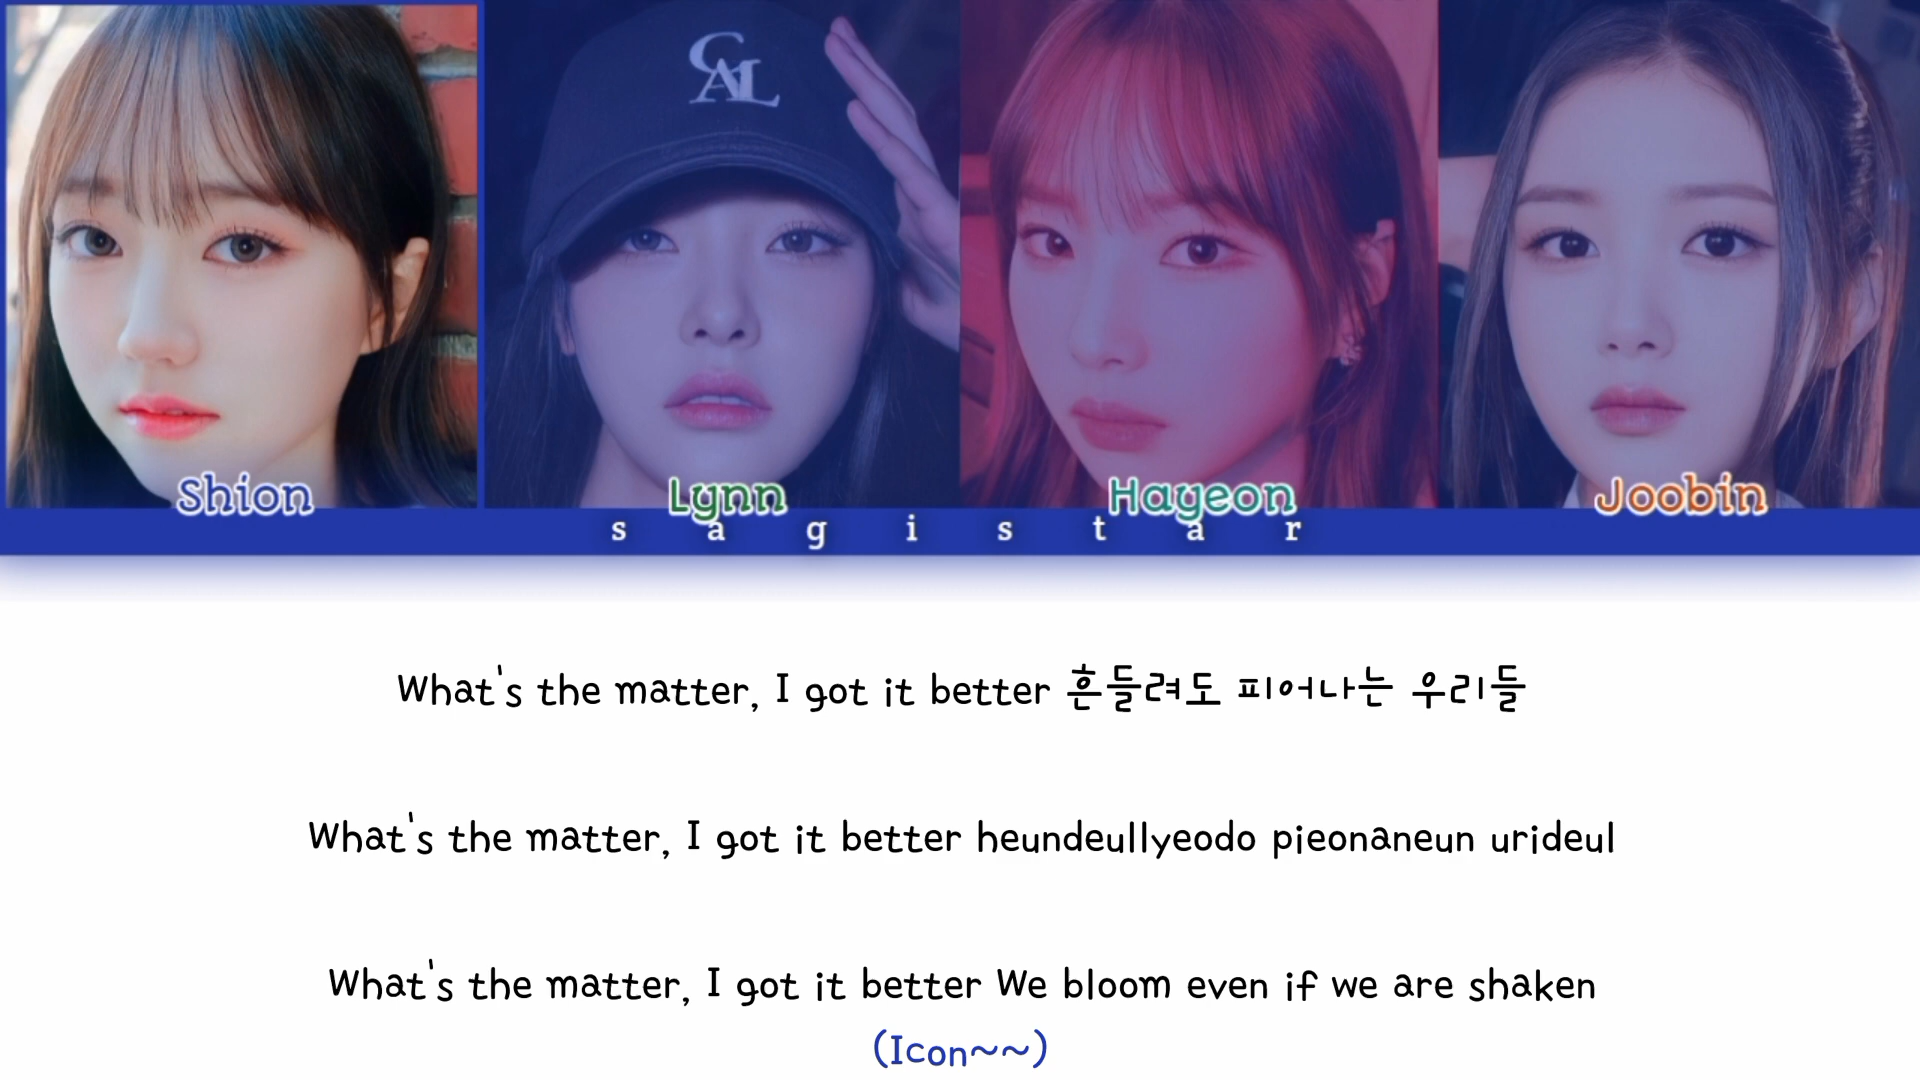 CAL
Shion
Lynn
Hayeon
Joobin
sagistar
What's the matter, I got it better 흔들려도 피어나는 우리들
What's the matter, I got it better heundeullyeodo pieonaneun urideul
What's the matter, I got it better We bloom even if we are shaken
(Icon~~)